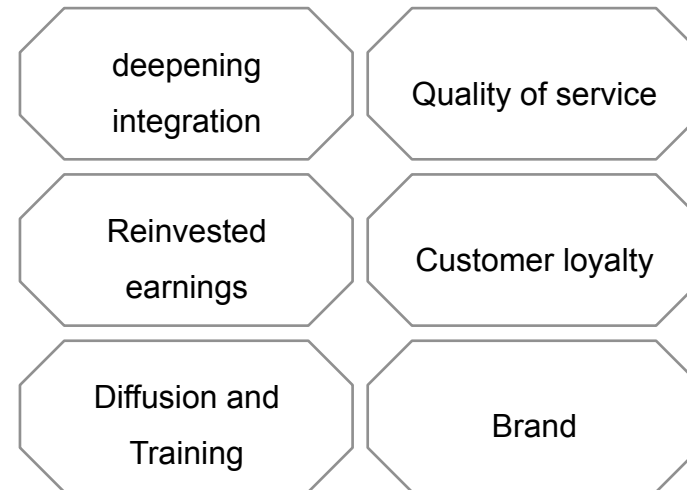 deepening
integration
Quality of service
Reinvested
earnings
Customer loyalty
Diffusion and
Training
Brand